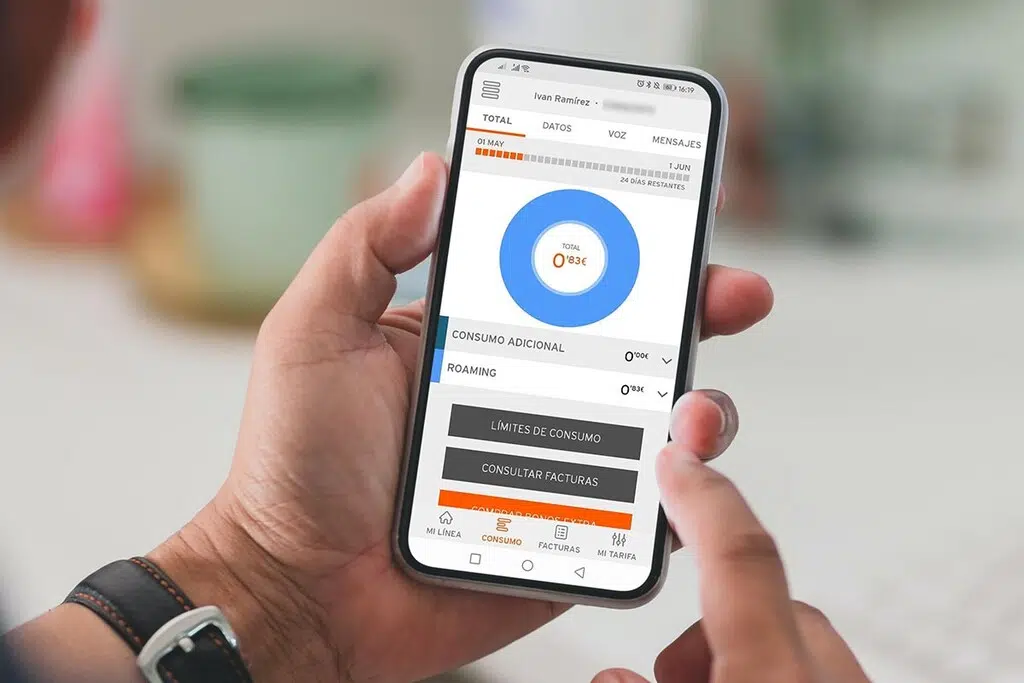 16:19
Ivan Ramírez ·
TOTAL DATOS VOZ MENSAJES
01 MAY 1 JUN
24 DÍAS RESTANTES
TOTAL
0'83€
CONSUMO ADICIONAL 0'00€
ROAMING 0'83€
LÍMITES DE CONSUMO
CONSULTAR FACTURAS
COMPRAR BONOS EXTRA
MI LÍNEA CONSUMO FACTURAS MI TARIFA